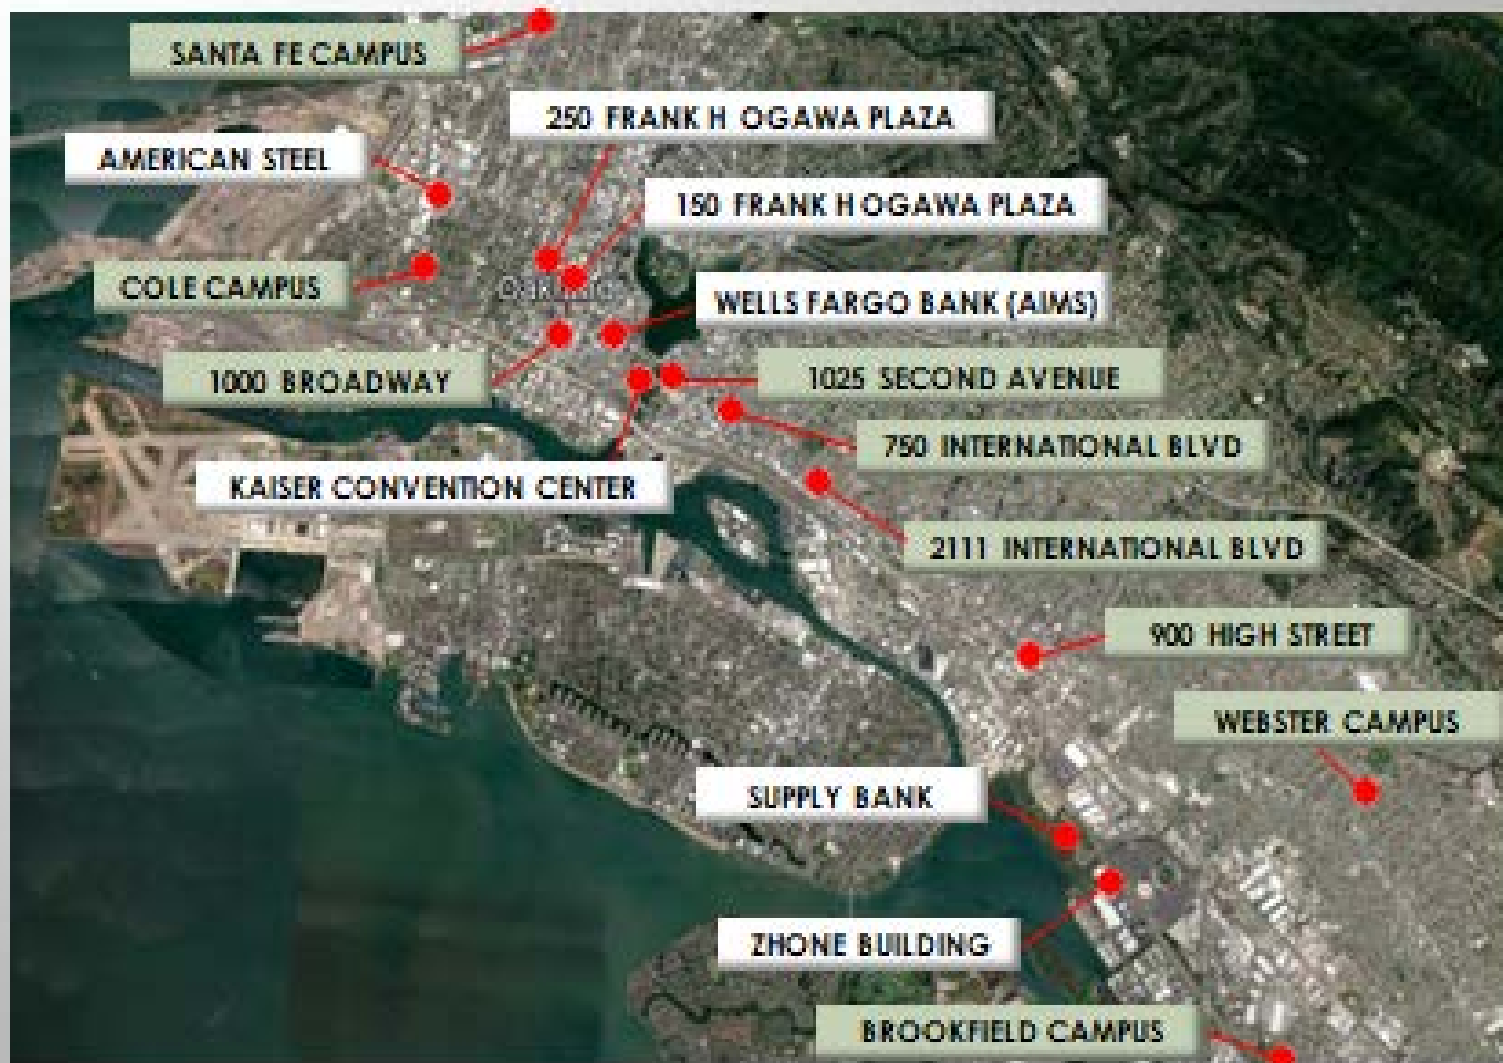 SANTA FE CAMPUS
250 FRANK H OGAWA PLAZA
AMERICAN STEEL
150 FRANK H OGAWA PLAZA
COLE CAMPUS
WELLS FARGO BANK (AIMS)
1000 BROADWAY
1025 SECOND AVENUE
750 INTERNATIONAL BLVD
KAISER CONVENTION CENTER
2111 INTERNATIONAL BLVD
900 HIGH STREET
WEBSTER CAMPUS
SUPPLY BANK
ZHONE BUILDING
BROOKFIELD CAMPUS